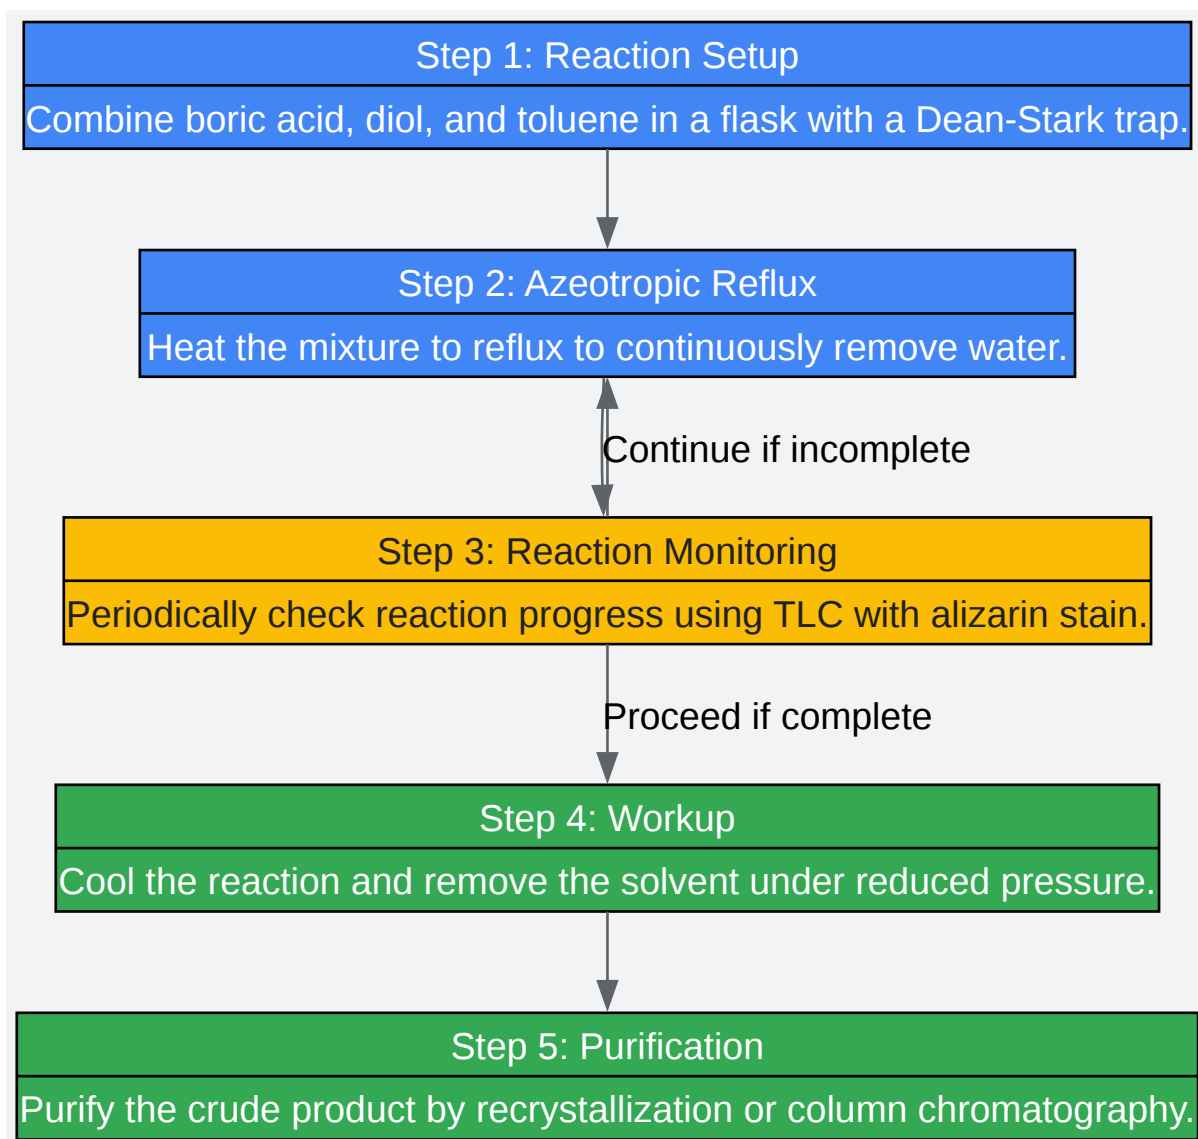 Step 1: Reaction Setup
Combine boric acid, diol, and toluene in a flask with a Dean-Stark trap.
Step 2: Azeotropic Reflux
Heat the mixture to reflux to continuously remove water.
Continue if incomplete
Step 3: Reaction Monitoring
Periodically check reaction progress using TLC with alizarin stain.
Proceed if complete
Step 4: Workup
Cool the reaction and remove the solvent under reduced pressure.
Step 5: Purification
Purify the crude product by recrystallization or column chromatography.